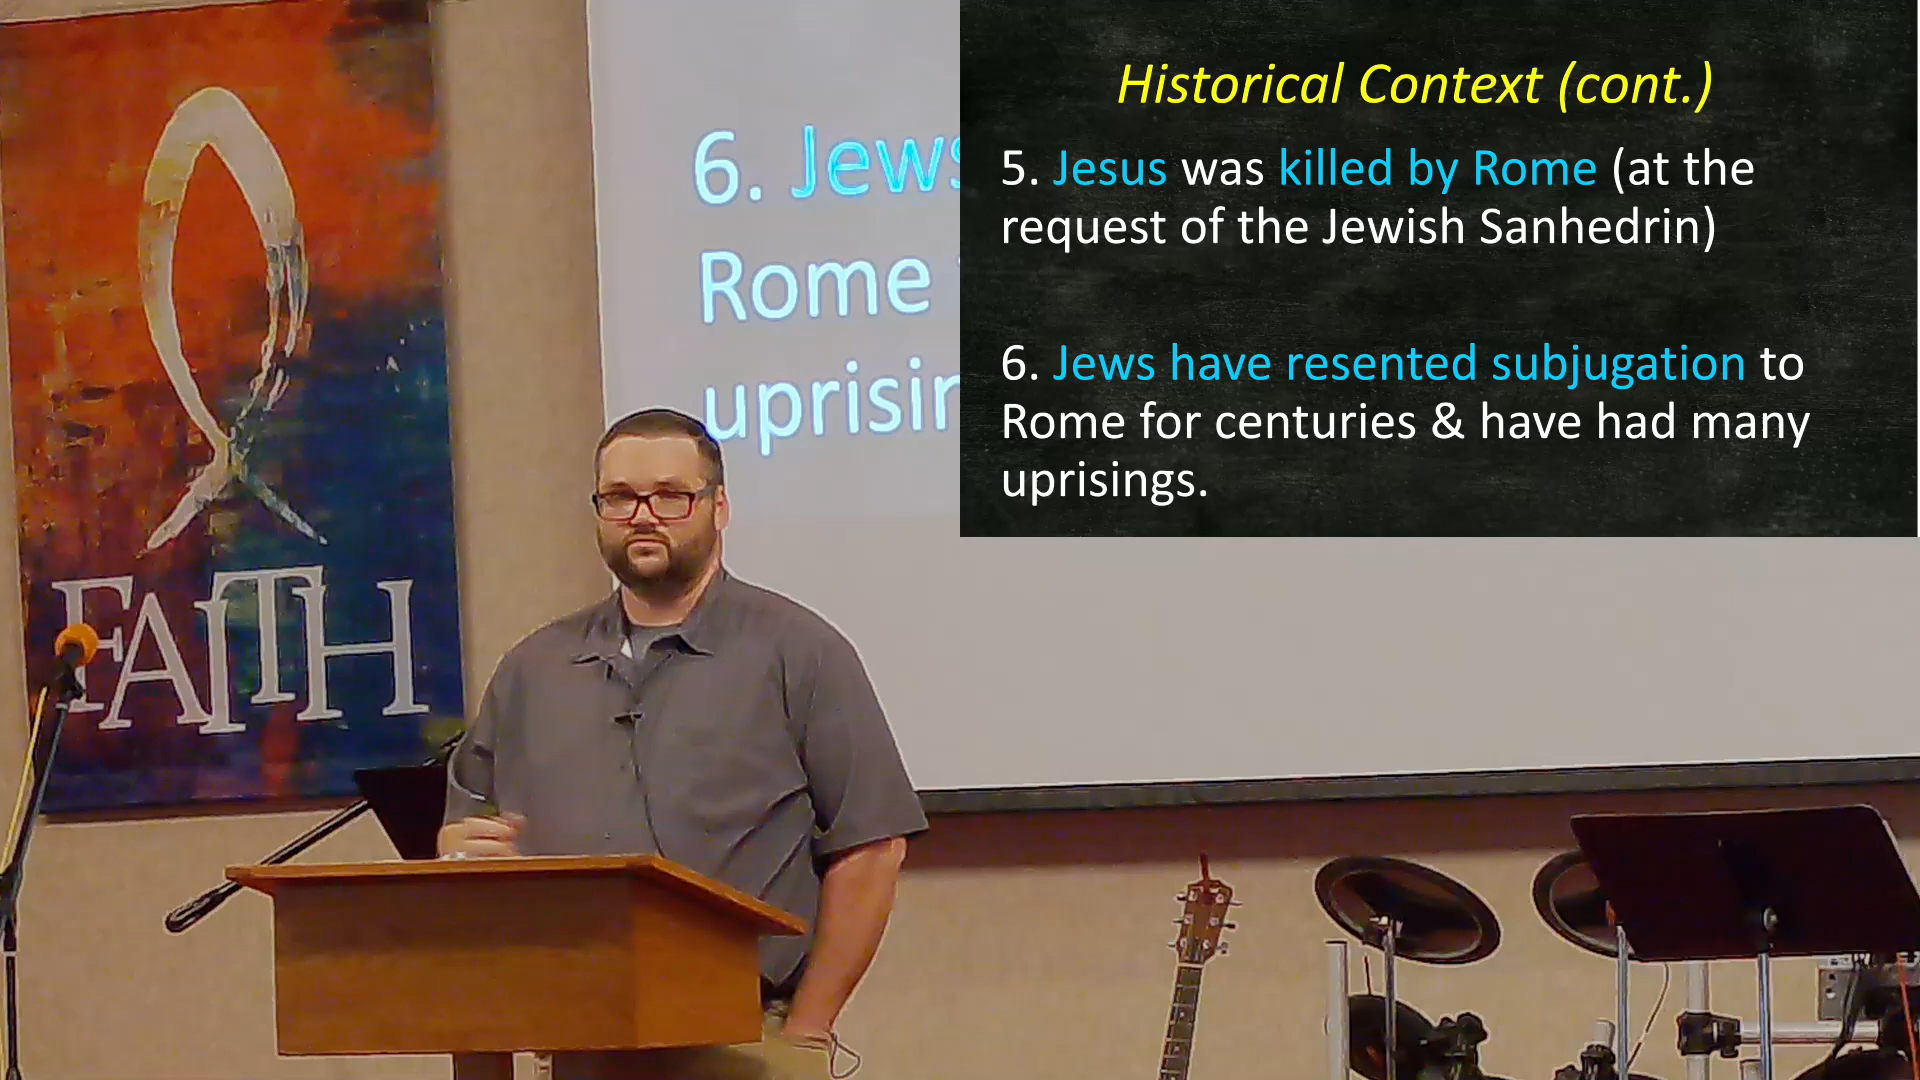 FAITH
6. Jews
Rome
uprisin
Historical Context (cont.)
5. Jesus was killed by Rome (at the
request of the Jewish Sanhedrin)
6. Jews have resented subjugation to
Rome for centuries & have had many
uprisings.